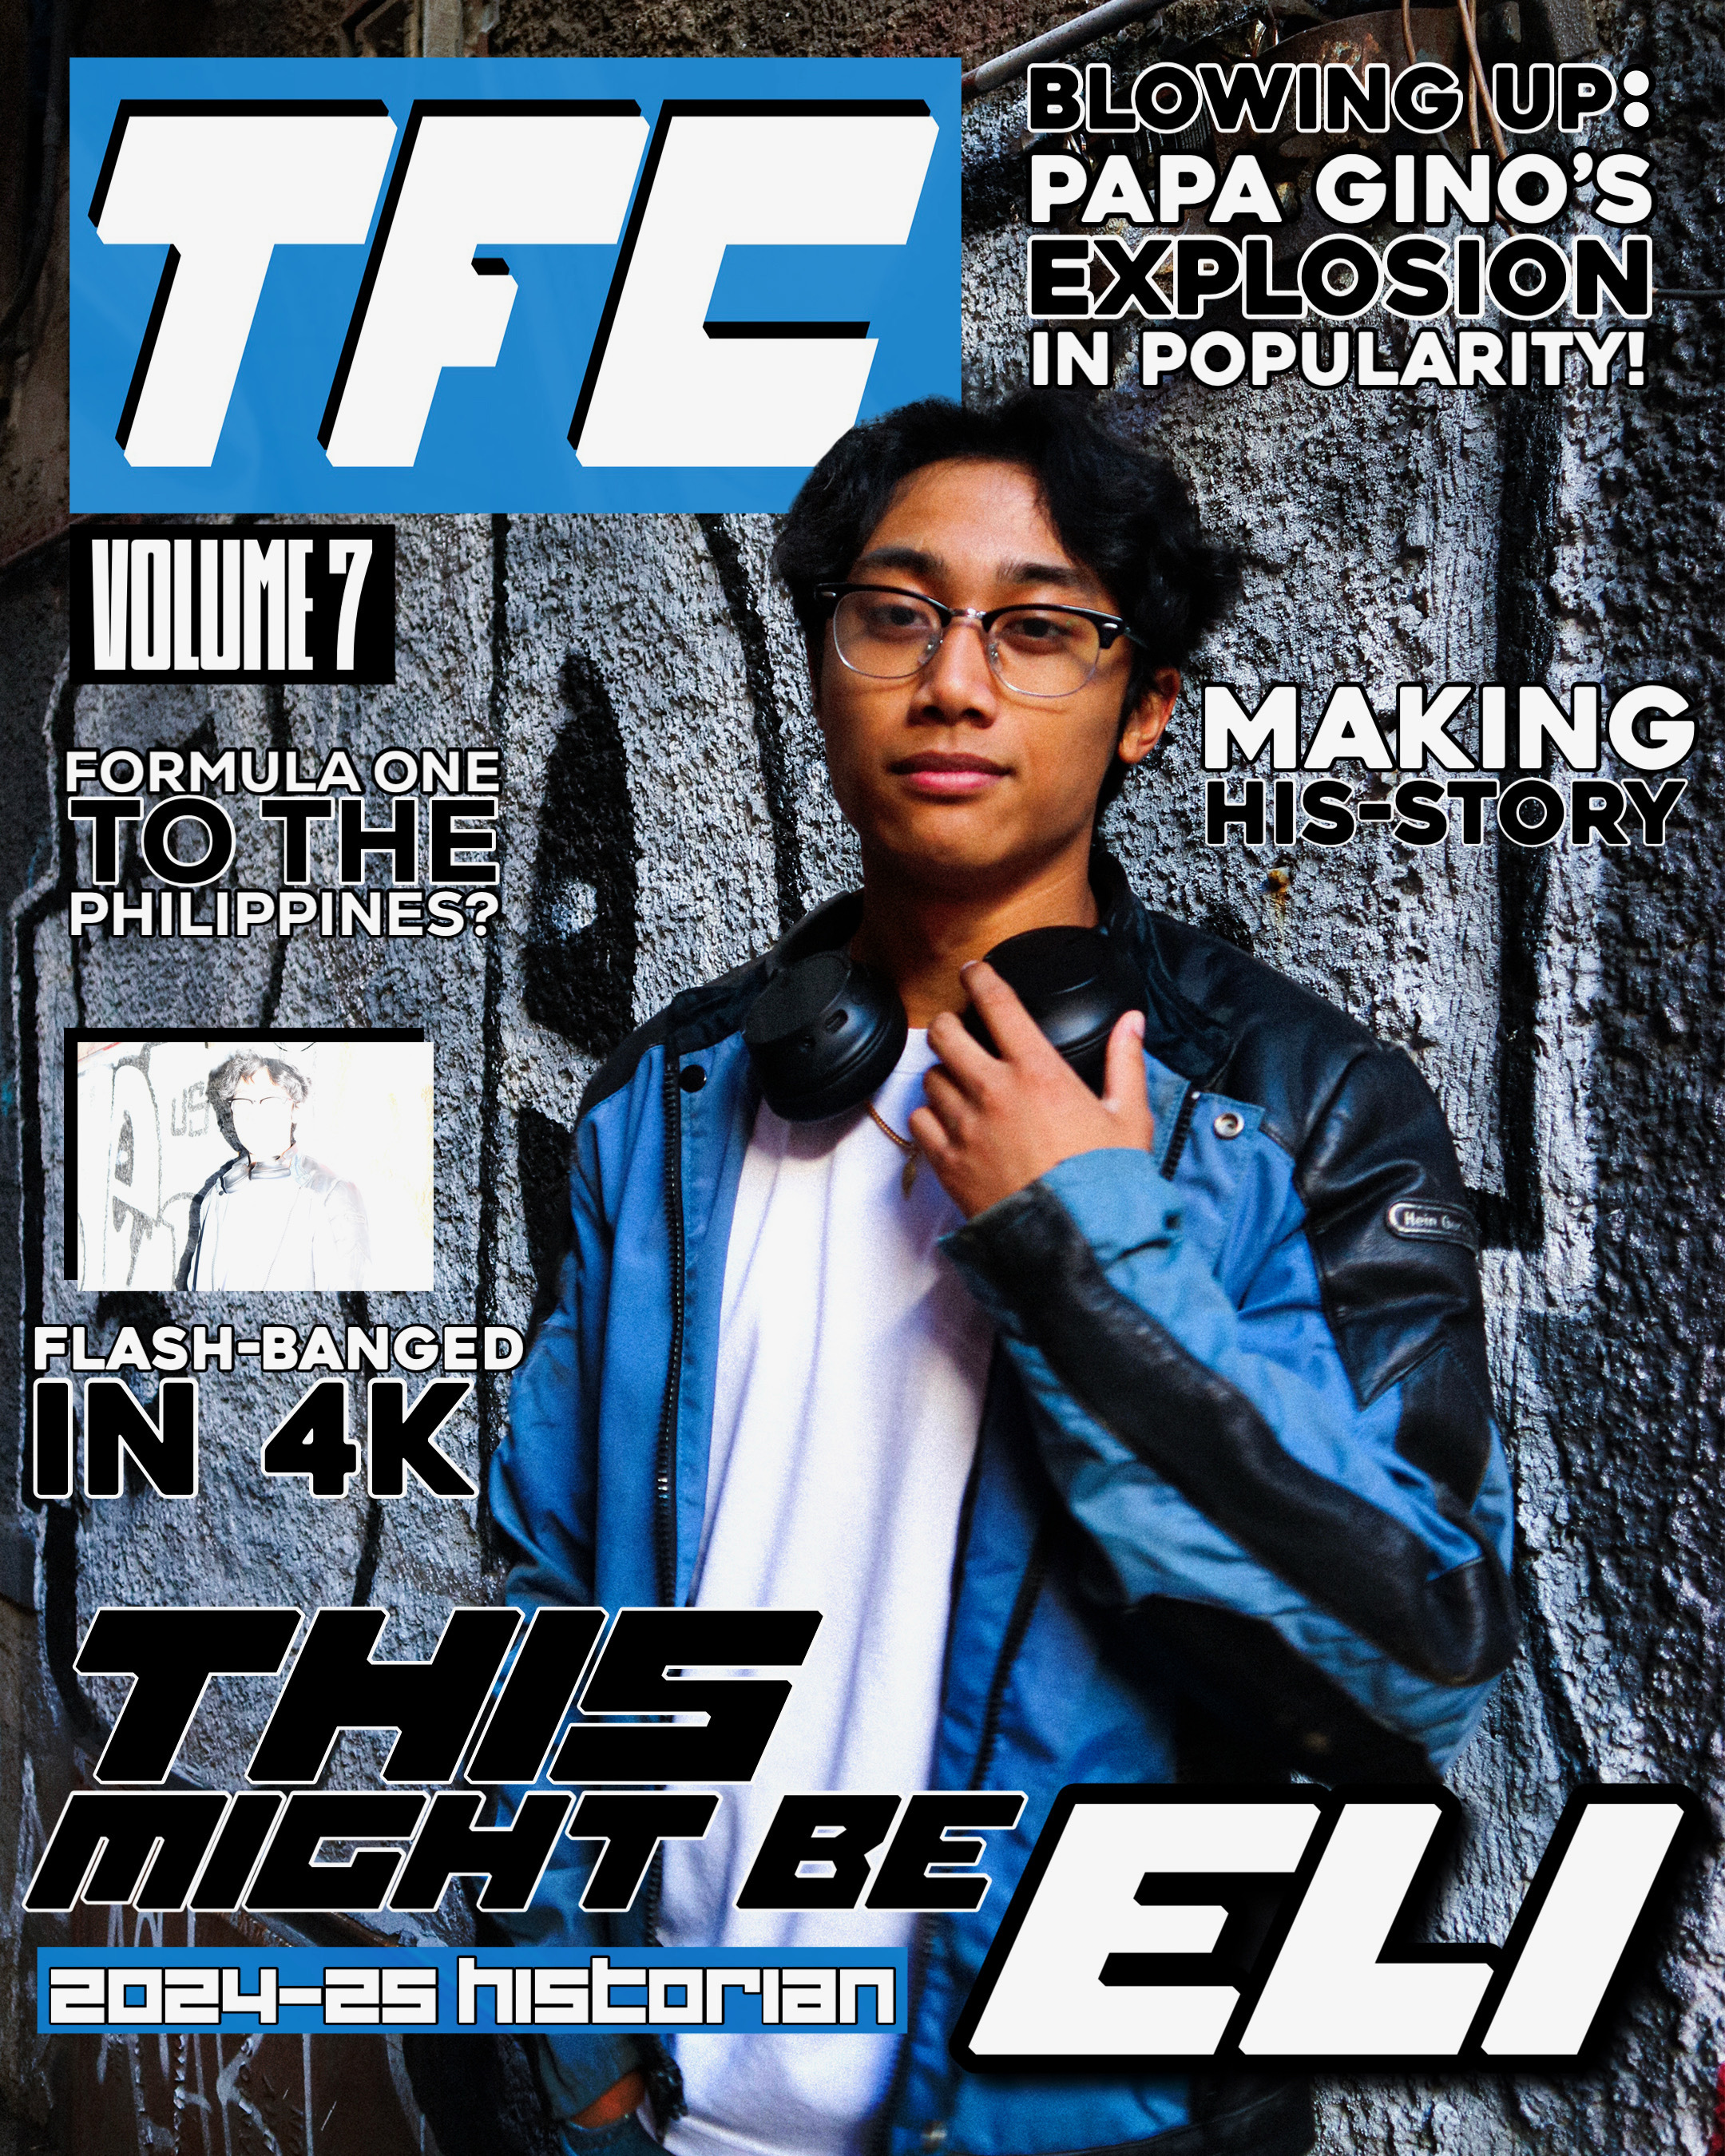 TFC
BLOWING UP:
PAPA GINO'S
EXPLOSION
IN POPULARITY!
VOLUME 7
MAKING
HIS-STORY
FORMULA ONE
TO THE
PHILIPPINES?
FLASH-BANGED
IN 4K
Hein
THIS
MIGHT BE
ELI
2024-25 historian